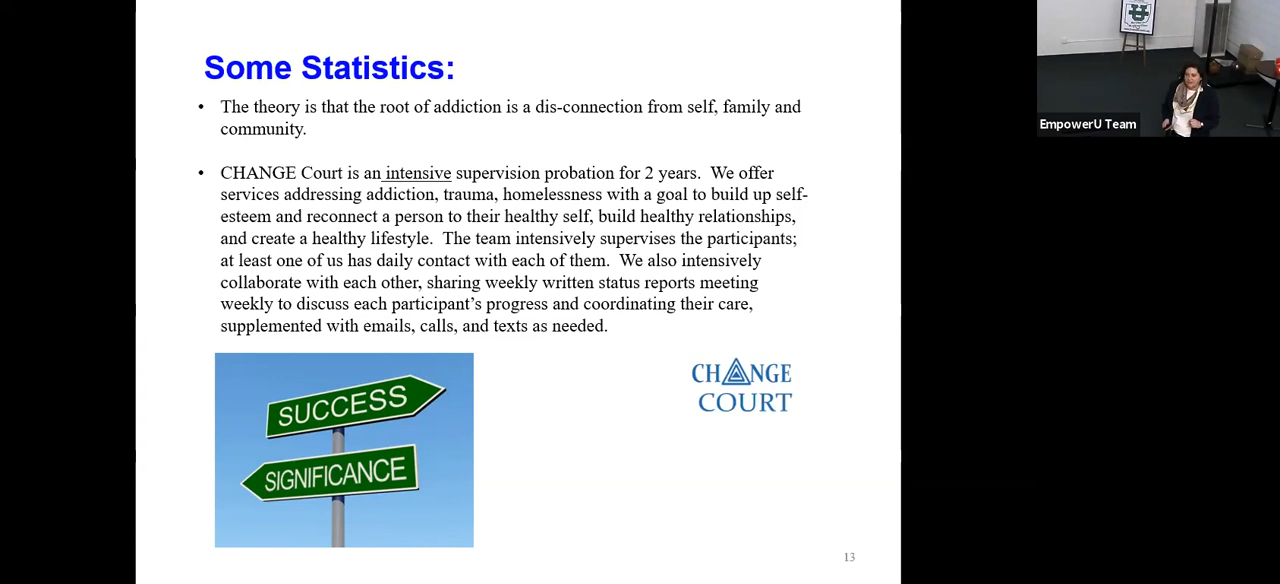 Some Statistics:
• The theory is that the root of addiction is a dis-connection from self, family and
community.
• CHANGE Court is an intensive supervision probation for 2 years. We offer
services addressing addiction, trauma, homelessness with a goal to build up self-
esteem and reconnect a person to their healthy self, build healthy relationships,
and create a healthy lifestyle. The team intensively supervises the participants;
at least one of us has daily contact with each of them. We also intensively
collaborate with each other, sharing weekly written status reports meeting
weekly to discuss each participant's progress and coordinating their care,
supplemented with emails, calls, and texts as needed.
SUCCESS
SIGNIFICANCE
CHANGE
COURT
13
EmpowerU Team